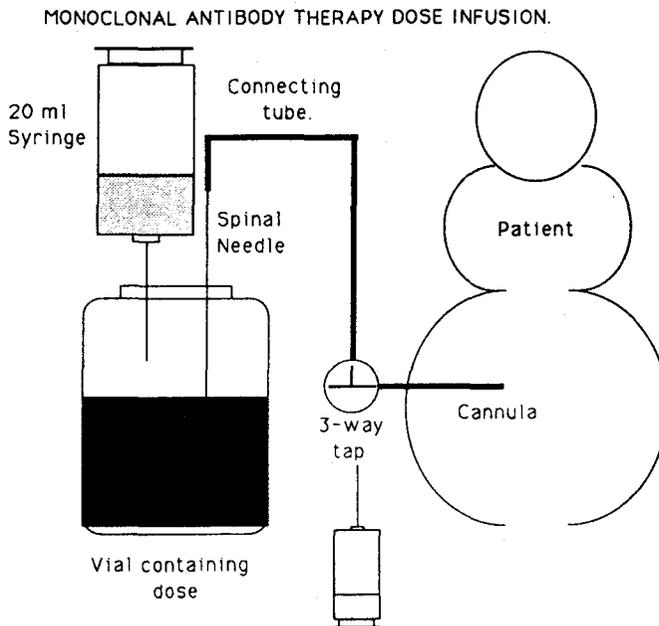 MONOCLONAL ANTIBODY THERAPY DOSE INFUSION.
20 ml
Syringe
Connecting
tube.
Spinal
Needle
Patient
Cannula
3-way
tap
Vial containing
dose